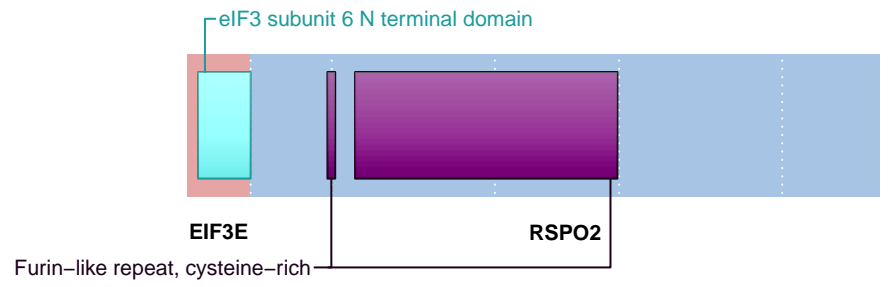 eIF3 subunit 6 N terminal domain
EIF3E
RSPO2
Furin−like repeat, cysteine−rich